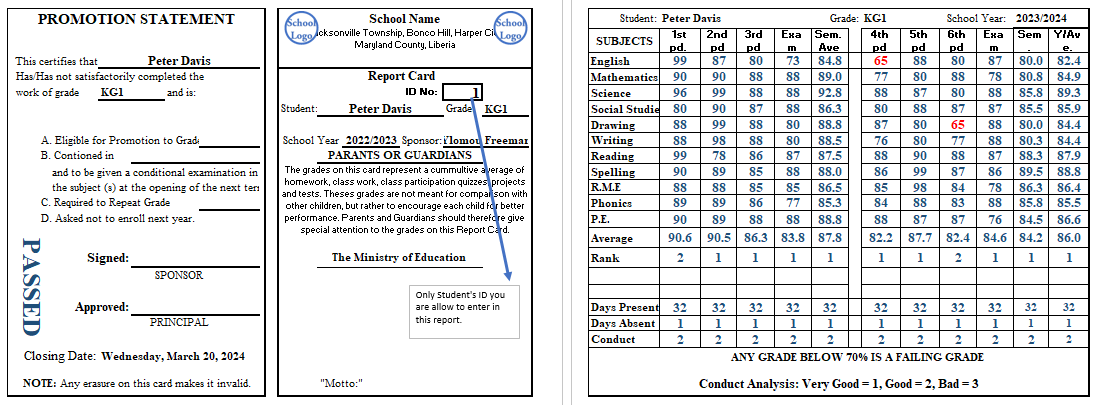 PROMOTION STATEMENT
This certifies that Peter Davis
Has/Has not satisfactorily completed the
work of grade KG1 and is:
A. Eligible for Promotion to Grade
B. Contioned in
and to be given a conditional examination in
the subject (s) at the opening of the next
C. Required to Repeat Grade
D. Asked not to enroll next year.
PASSED
Signed:
SPONSOR
Approved:
PRINCIPAL
Closing Date: Wednesday, March 20, 2024
NOTE: Any erasure on this card makes it invalid.
School Logo
School Name
School Logo
cksonville Township, Bonco Hill, Harper Ci
Maryland County, Liberia
Report Card
ID No: 1
Student: Peter Davis Grade KG1
School Year 2022/2023 Sponsor: Freeman
PARANTS OR GUARDIANS
The grades on this card represent a cummultive average of
homework, class work, class participation quizzes, projects
and tests. Theses grades are not meant for comparison with
other children, but rather to encourage each child for better
performance. Parents and Guardians should therefore give
special attention to the grades on this Report Card.
The Ministry of Education
Only Student's ID you
are allow to enter in
this report.
"Motto:"
Student: Peter Davis Grade: KG1 School Year: 2023/2024
SUBJECTS 1st pd. 2nd pd 3rd pd Exa m Sem. Ave 4th pd 5th pd 6th pd Exa m Sem . Y/Av e.
English 99 87 80 73 84.8 65 88 80 87 80.0 82.4
Mathematics 90 90 88 88 89.0 77 80 88 78 80.8 84.9
Science 96 99 88 88 92.8 88 87 80 88 85.8 89.3
Social Studie 80 90 87 88 86.3 80 88 87 87 85.5 85.9
Drawing 88 99 88 80 88.8 87 80 65 88 80.0 84.4
Writing 88 98 88 80 88.5 76 80 77 88 80.3 84.4
Reading 99 78 86 87 87.5 88 90 88 87 88.3 87.9
Spelling 90 89 85 88 88.0 86 99 87 86 89.5 88.8
R.M.E 88 88 85 85 86.5 85 98 84 78 86.3 86.4
Phonics 89 89 86 77 85.3 84 88 83 88 85.8 85.5
P.E. 90 89 88 88 88.8 88 87 87 76 84.5 86.6
Average 90.6 90.5 86.3 83.8 87.8 82.2 87.7 82.4 84.6 84.2 86.0
Rank 2 1 1 1 1 1 1 2 1 1 1
Days Present 32 32 32 32 32 32 32 32 32 32 32
Days Absent 1 1 1 1 1 1 1 1 1 1 1
Conduct 2 2 2 2 2 2 2 2 2 2 2
ANY GRADE BELOW 70% IS A FAILING GRADE
Conduct Analysis: Very Good = 1, Good = 2, Bad = 3